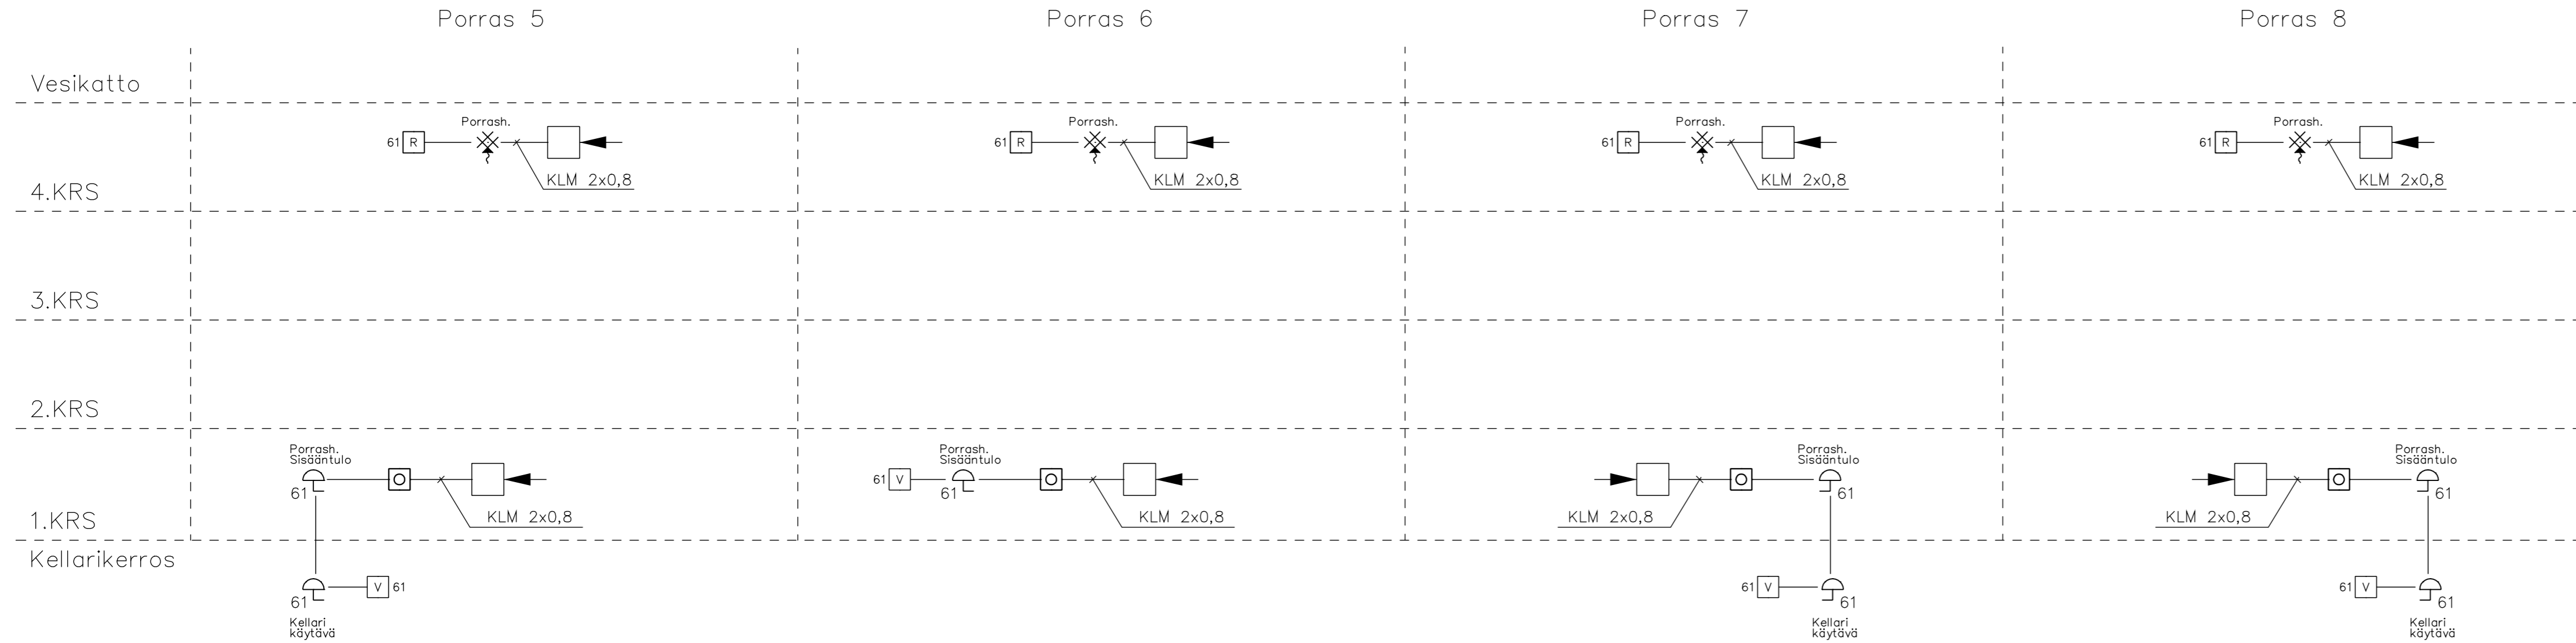 Porras 5 Porras 6 Porras 7 Porras 8
Vesikatto
Porrash. Porrash. Porrash. Porrash.
61 R 61 R 61 R 61 R
KLM 2x0,8 KLM 2x0,8 KLM 2x0,8 KLM 2x0,8
4.KRS
3.KRS
2.KRS
Porrash. Porrash. Porrash. Porrash.
Sisääntulo Sisääntulo Sisääntulo Sisääntulo
61 V
61 61 61 61
KLM 2x0,8 KLM 2x0,8 KLM 2x0,8 KLM 2x0,8
1.KRS
Kellarikerros
V 61 61 V 61 V
61 61 61
Kellari Kellari Kellari
käytävä käytävä käytävä